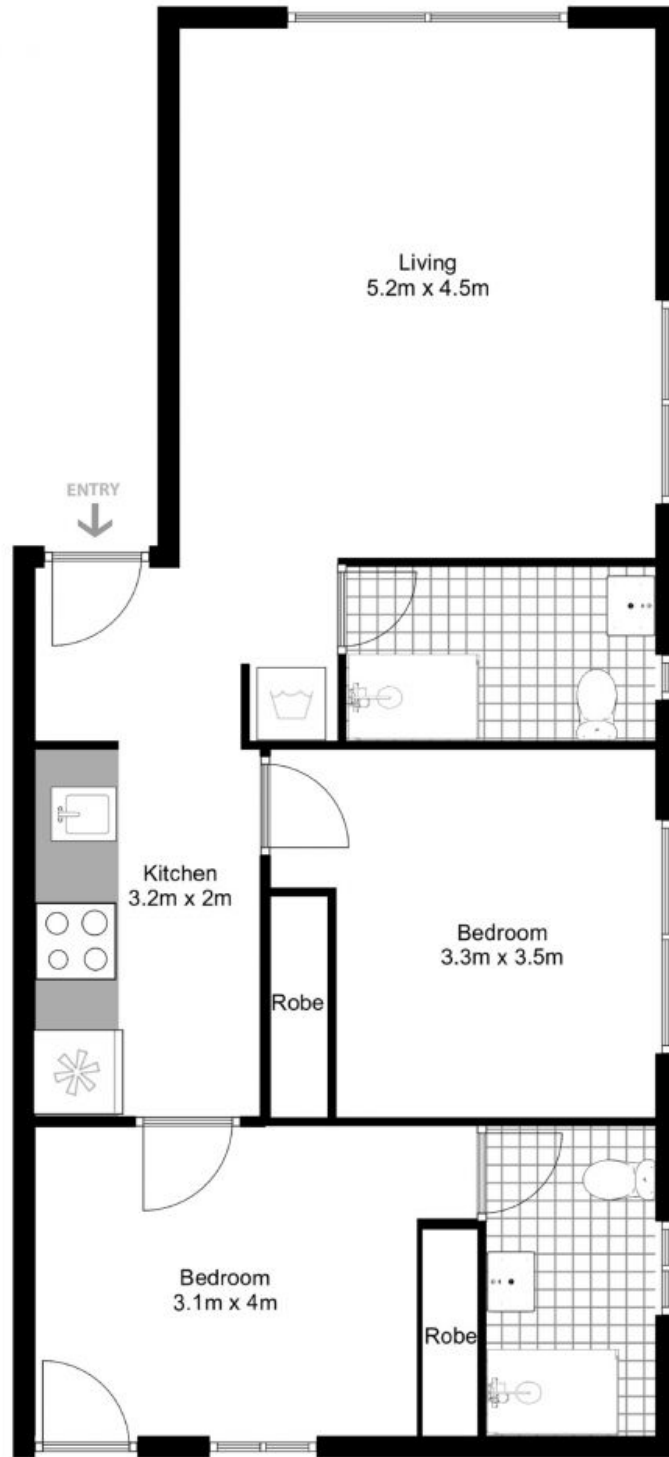 Living
5.2m x 4.5m
ENTRY
Kitchen
3.2m x 2m
Bedroom
3.3m x 3.5m
Robe
Bedroom
3.1m x 4m
Robe